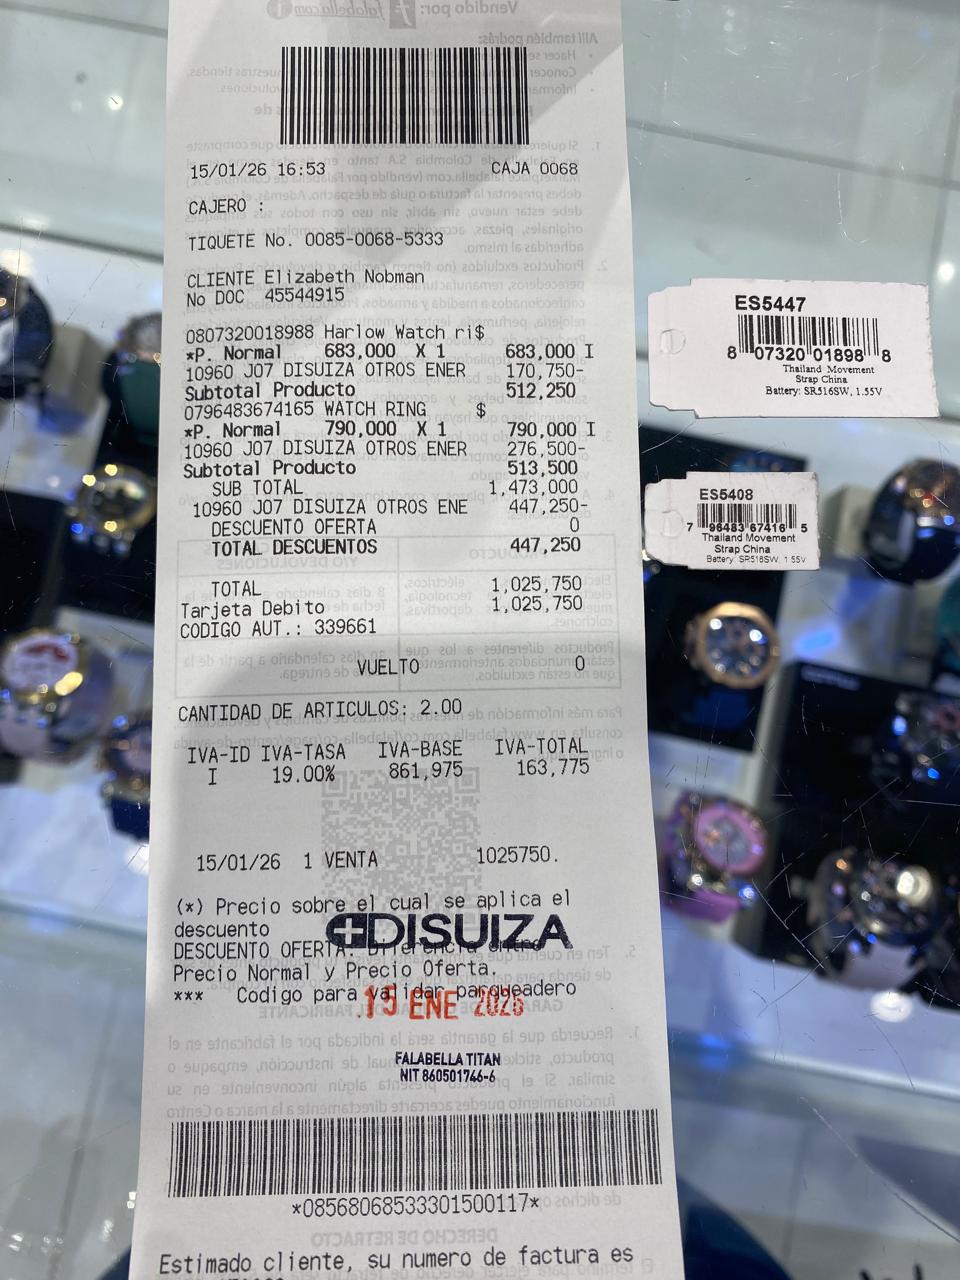 15/01/26 16:53 CAJA 0068
CAJERO :
TIQUETE No. 0085-0068-5333
CLIENTE Elizabeth Nobman
No DOC 45544915
0807320018988 Harlow Watch ri$
*P. Normal 683,000 X 1 683,000 I
10960 J07 DISUIZA OTROS ENER 170,750-
Subtotal Producto 512,250
0796483674165 WATCH RING $
*P. Normal 790,000 X 1 790,000 I
10960 J07 DISUIZA OTROS ENER 276,500-
Subtotal Producto 513,500
SUB TOTAL 1,473,000
10960 J07 DISUIZA OTROS ENE 447,250-
DESCUENTO OFERTA 0
TOTAL DESCUENTOS 447,250
TOTAL 1,025,750
Tarjeta Debito 1,025,750
CODIGO AUT.: 339661
VUELTO 0
CANTIDAD DE ARTICULOS: 2.00
IVA-ID IVA-TASA IVA-BASE IVA-TOTAL
I 19.00% 861,975 163,775
15/01/26 1 VENTA 1025750.
(*) Precio sobre el cual se aplica el
descuento
DISUIZA
DESCUENTO OFERTA: Diferencia entre
Precio Normal y Precio Oferta.
*** Codigo para validar parqueadero
15 ENE 2026
FALABELLA TITAN
NIT 860501746-6
*08568068533301500117*
Estimado cliente, su numero de factura es
ES5447
8 07320 01898 8
Thailand Movement
Strap China
Battery: SR516SW, 1.55V
ES5408
7 96483 67416 5
Thailand Movement
Strap China
Battery: SR516SW, 1.55V